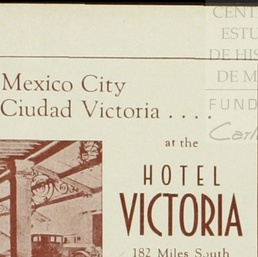 CENT
ESTU
DE HIS
DE M
FUND
Carl
Mexico City
Ciudad Victoria . . . .
at the
HOTEL
VICTORIA
182 Miles South